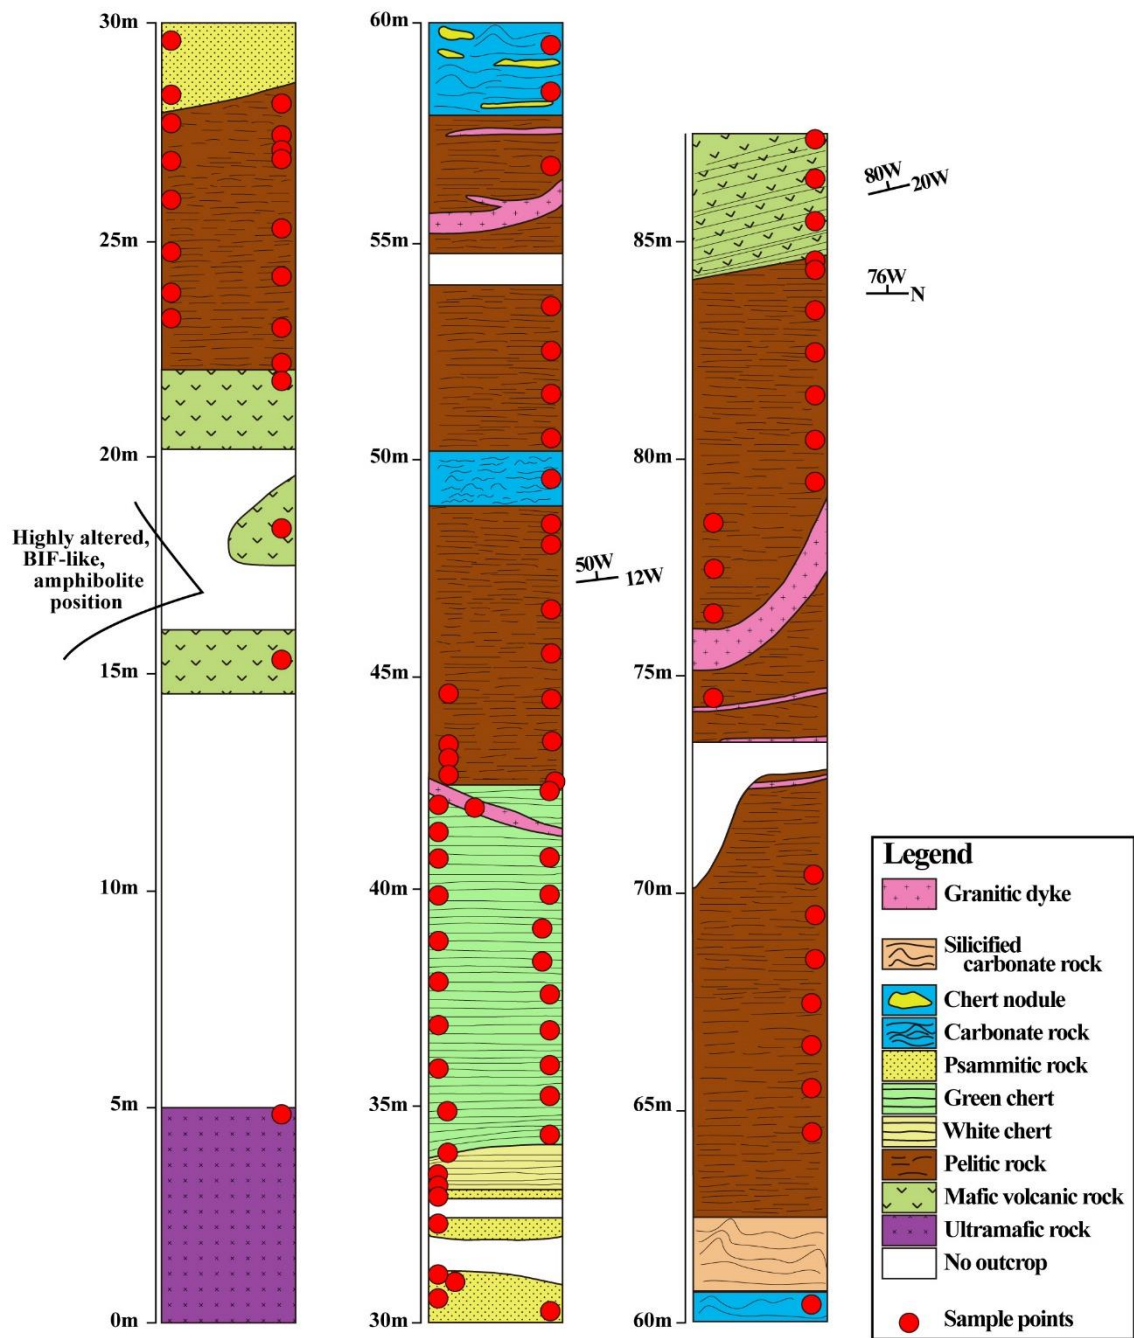 30m
25m
20m
Highly altered,
BIF-like,
amphibolite
position
15m
10m
5m
0m
60m
55m
50m
50W
12W
45m
40m
35m
30m
80W
20W
85m
76W
N
80m
75m
70m
65m
60m
Legend
Granitic dyke
Silicified
carbonate rock
Chert nodule
Carbonate rock
Psammitic rock
Green chert
White chert
Pelitic rock
Mafic volcanic rock
Ultramafic rock
No outcrop
Sample points